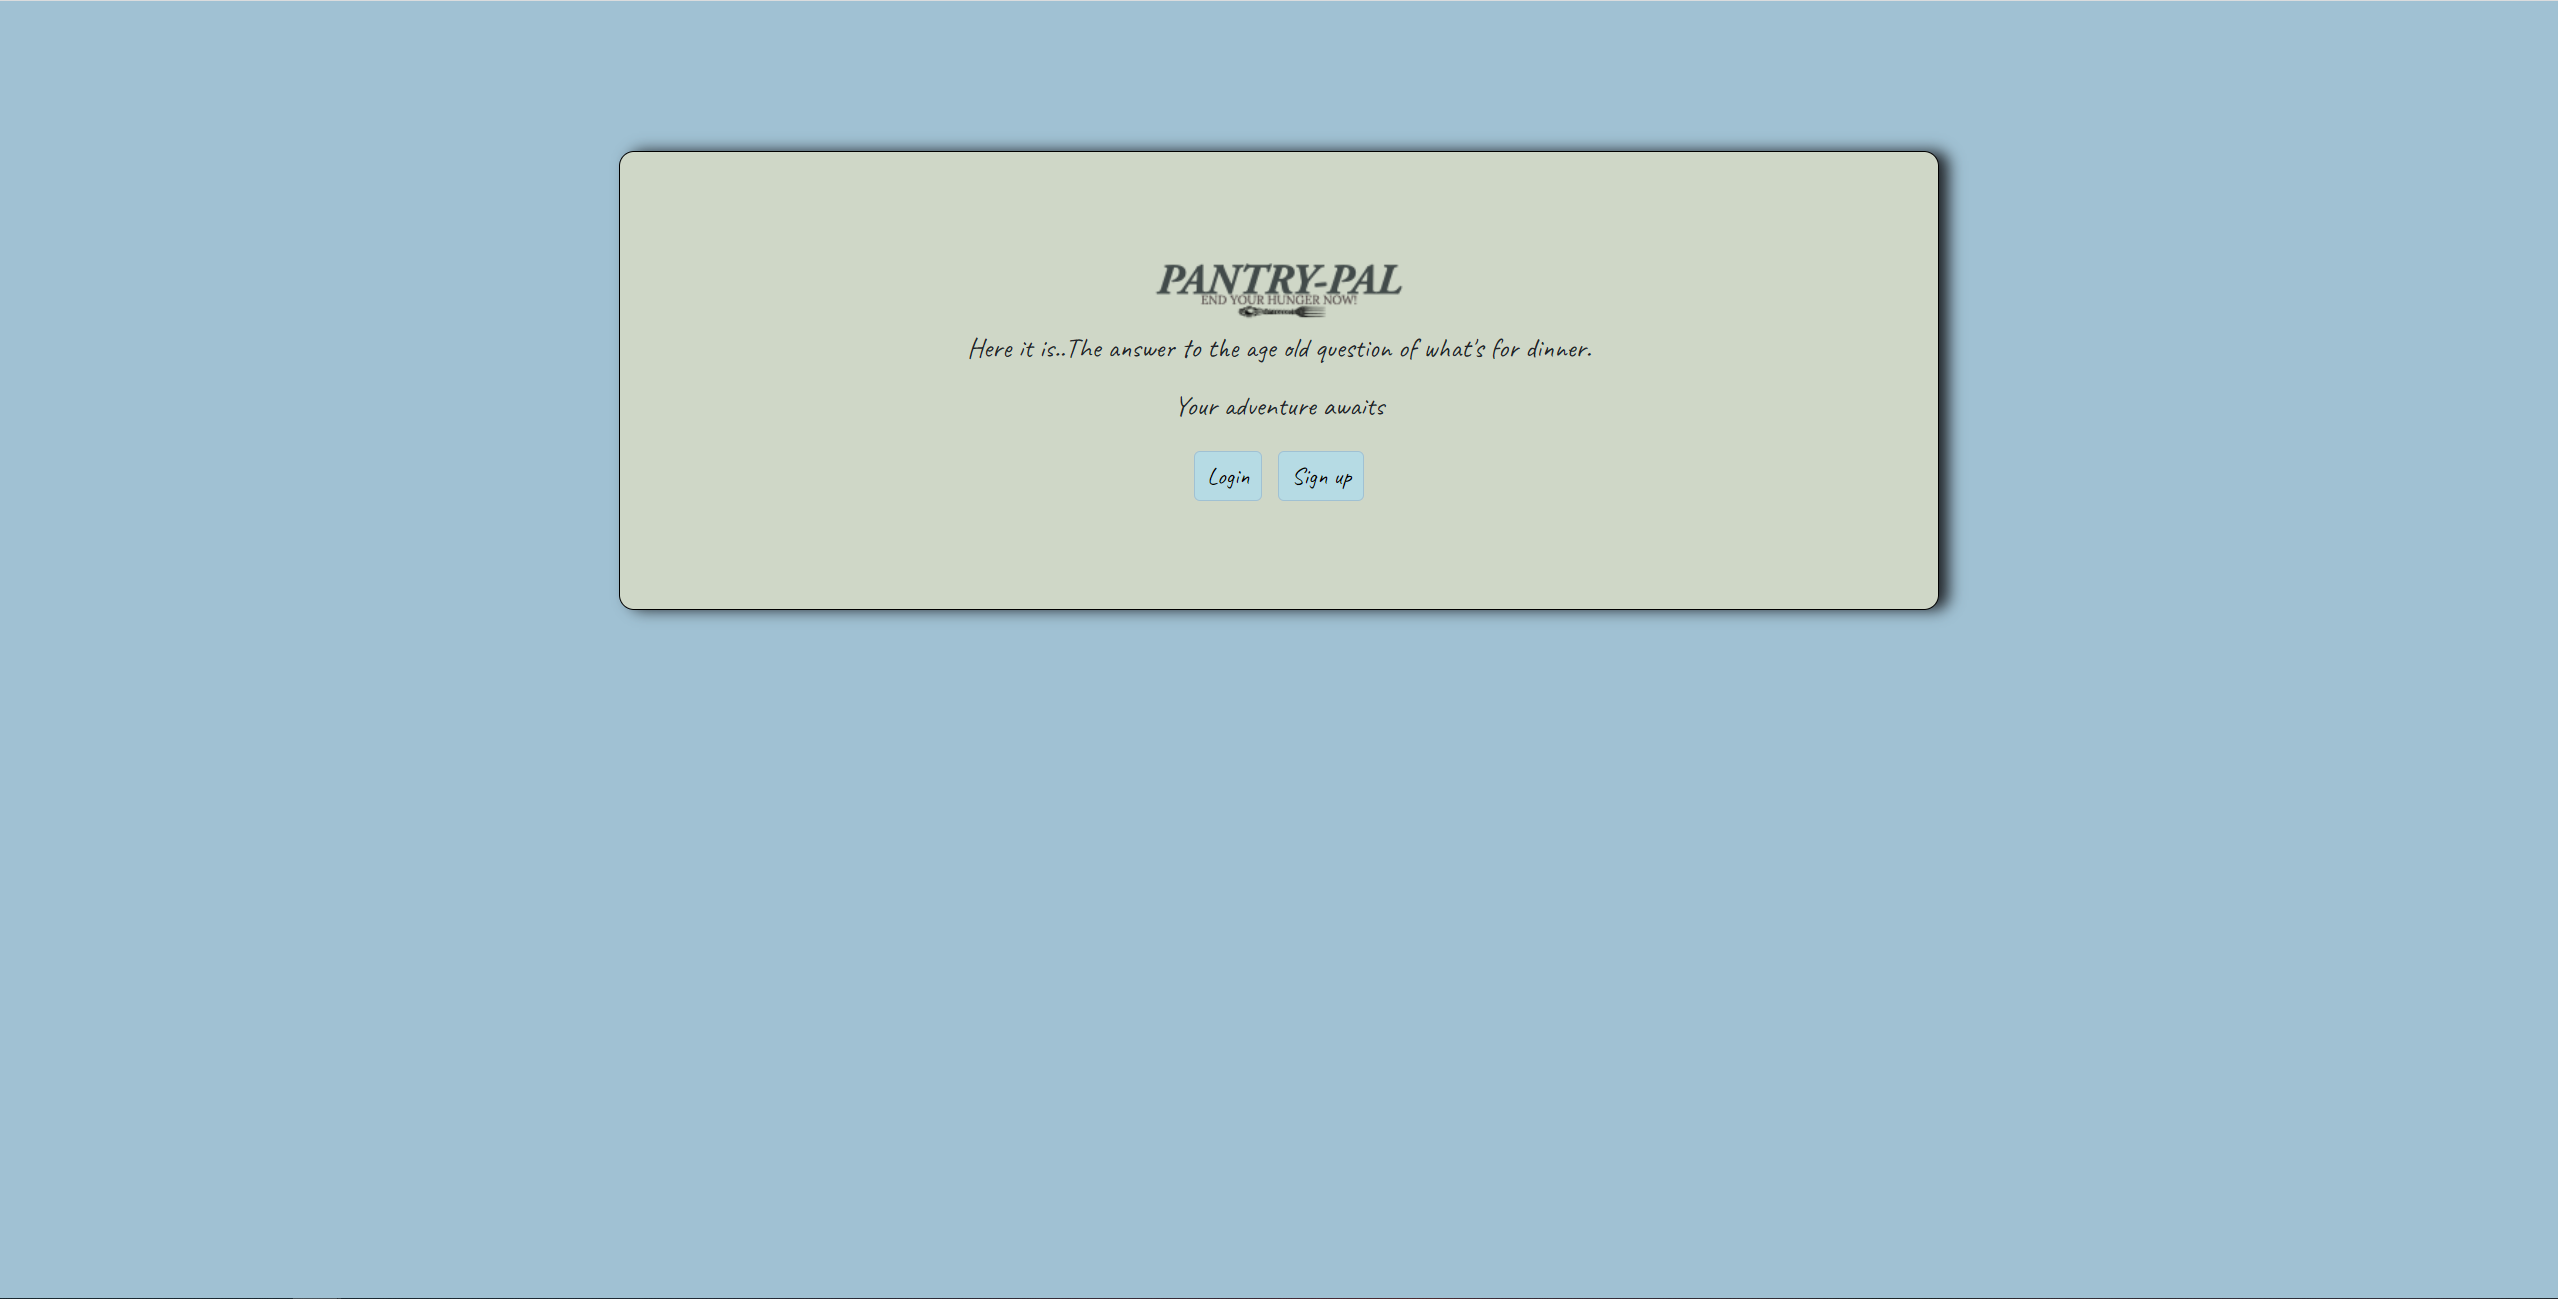 PANTRY-PAL
END YOUR HUNGER NOW!
Here it is..The answer to the age old question of what's for dinner.
Your adventure awaits
Login Sign up